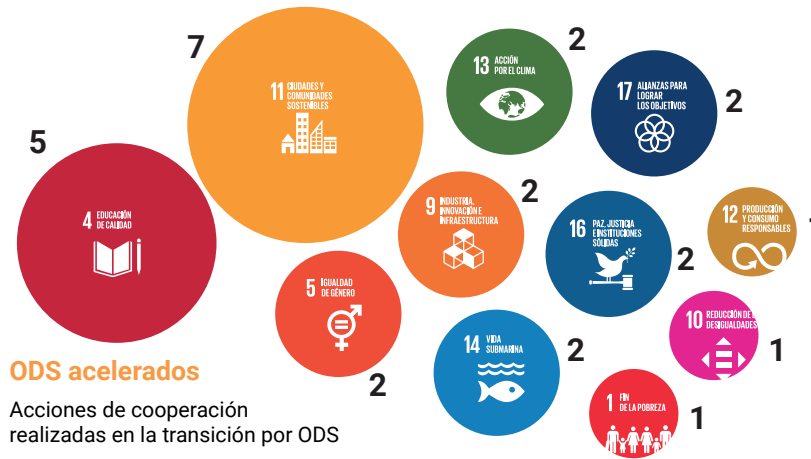 7
11 CIUDADES Y
COMUNIDADES
SOSTENIBLES
2
13 ACCIÓN
POR EL CLIMA
17 ALIANZAS PARA
LOGRAR
LOS OBJETIVOS
2
5
4 EDUCACIÓN
DE CALIDAD
9 INDUSTRIA,
INNOVACIÓN E
INFRAESTRUCTURA
2
16 PAZ, JUSTICIA
E INSTITUCIONES
SÓLIDAS
2
12 PRODUCCIÓN
Y CONSUMO
RESPONSABLES
5 IGUALDAD
DE GÉNERO
2
14 VIDA
SUBMARINA
2
10 REDUCCIÓN DE
DESIGUALDADES
1
1 FIN
DE LA POBREZA
1
ODS acelerados
Acciones de cooperación
realizadas en la transición por ODS